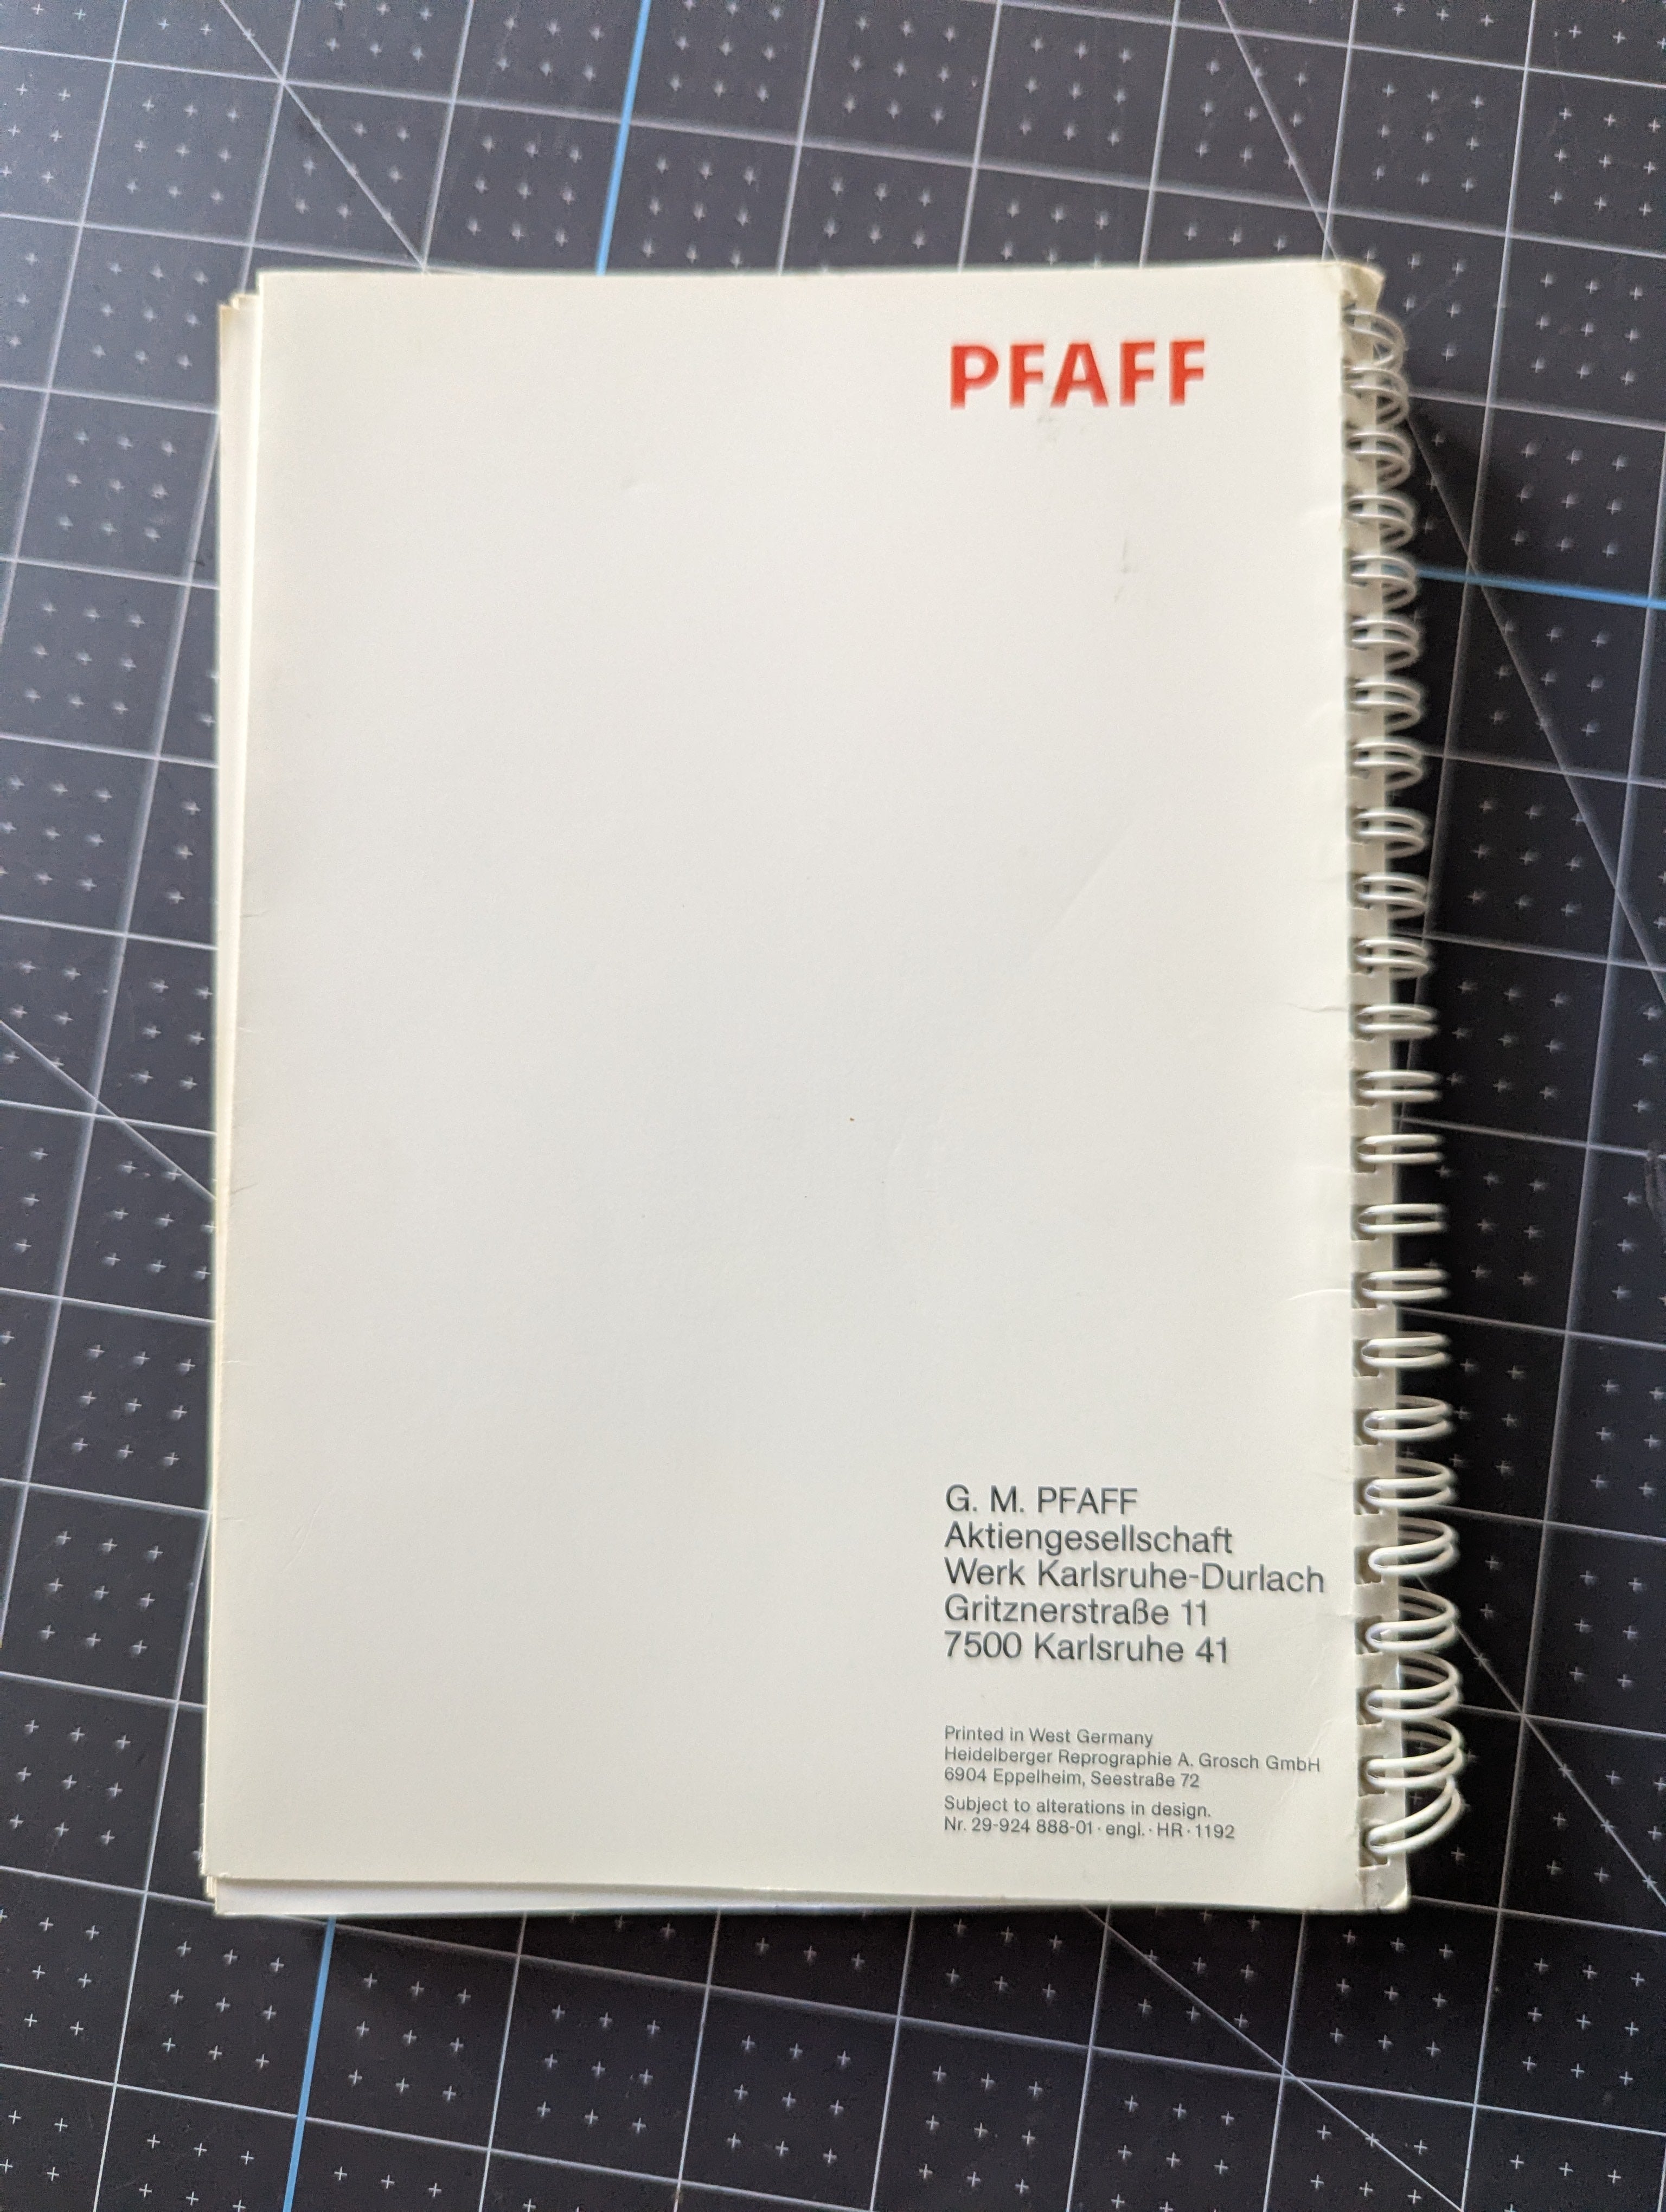 PFAFF
G. M. PFAFF
Aktiengesellschaft
Werk Karlsruhe-Durlach
Gritznerstraße 11
7500 Karlsruhe 41
Printed in West Germany
Heidelberger Reprographie A. Grosch GmbH
6904 Eppelheim, Seestraße 72
Subject to alterations in design.
Nr. 29-924 888-01 · engl. · HR · 1192